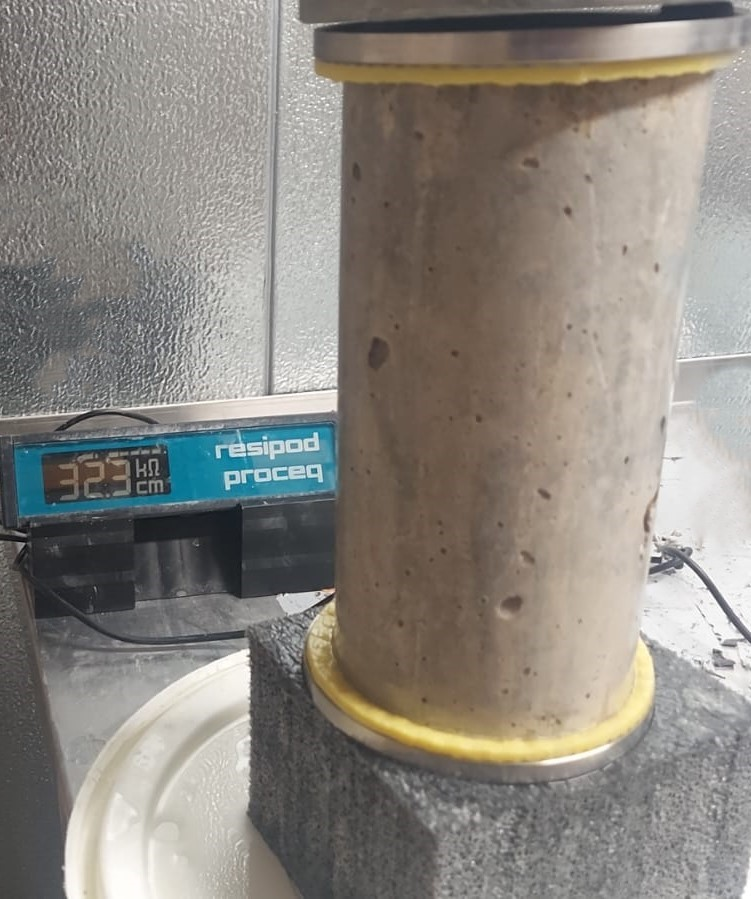 32.3 kΩ
cm
resipod
proceq